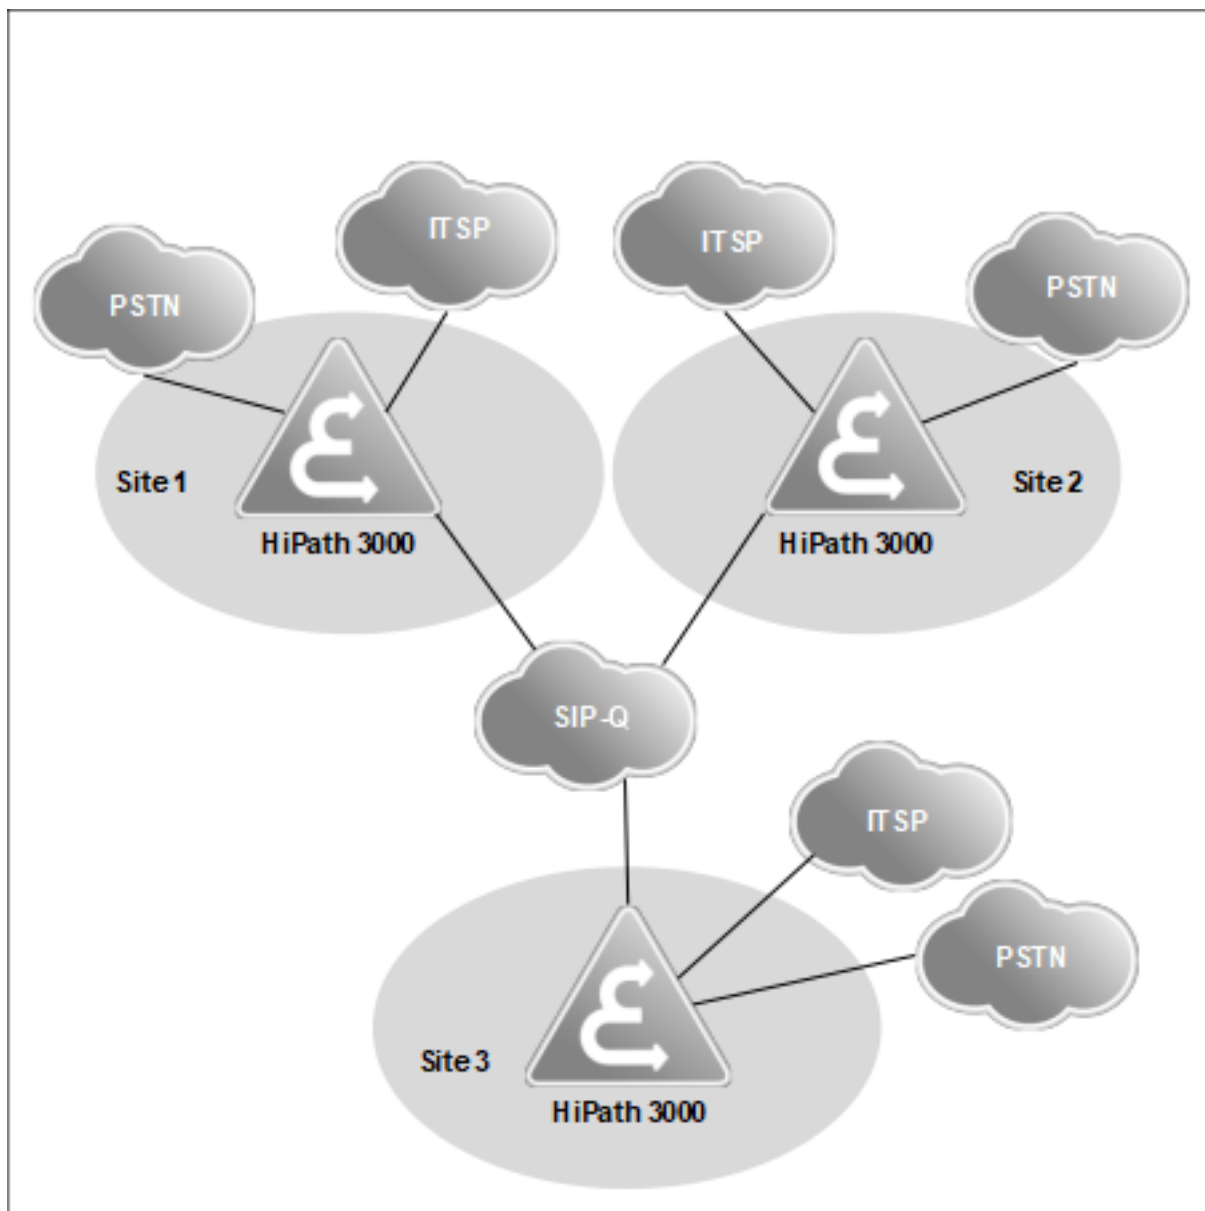 ITSP
ITSP
PSTN
PSTN
Site 1
HiPath 3000
Site 2
HiPath 3000
SIP-Q
ITSP
PSTN
Site 3
HiPath 3000